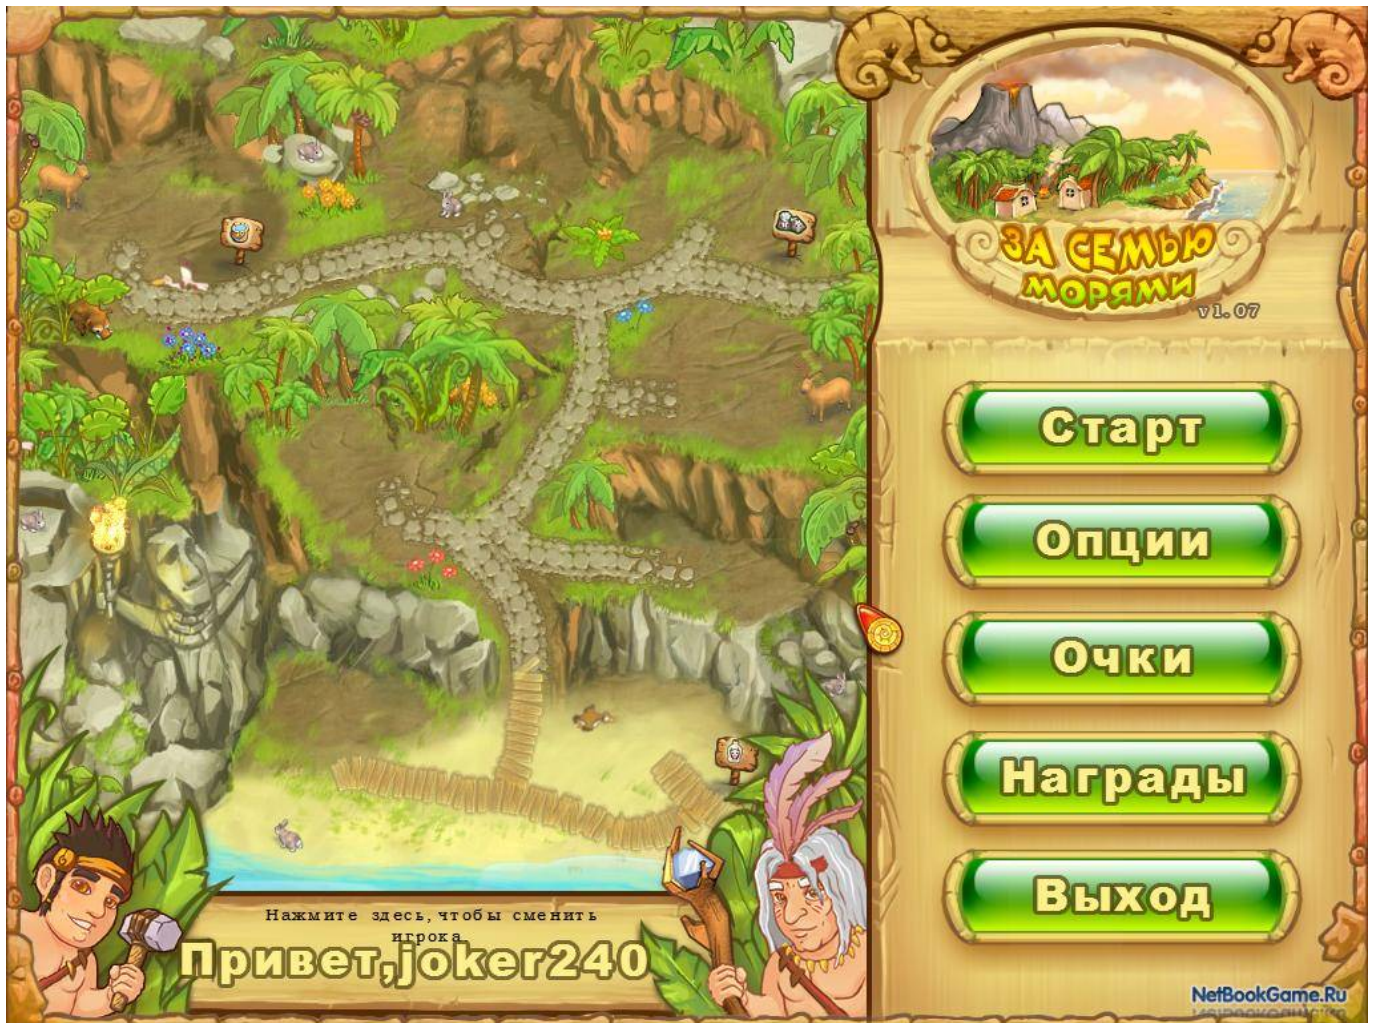 ЗА СЕМЬЮ
МОРЯМИ
v1.07
Старт
Опции
Очки
Награды
Выход
Нажмите здесь, чтобы сменить
игрока
Привет,joker240
NetBookGame.Ru